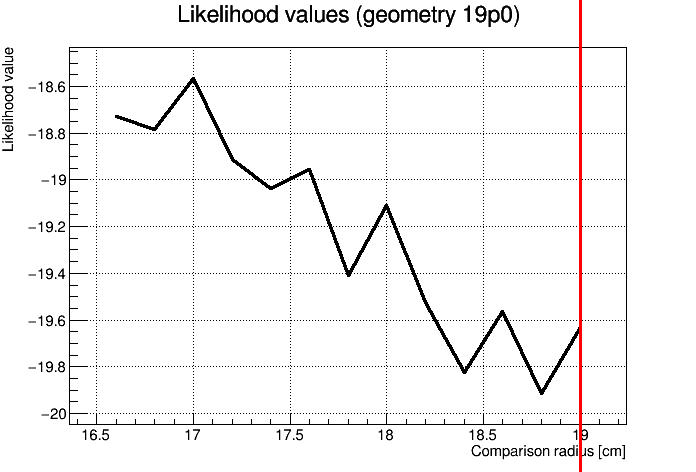 Likelihood values (geometry 19p0)
Likelihood value
−18.6
−18.8
−19
−19.2
−19.4
−19.6
−19.8
−20
16.5 17 17.5 18 18.5 19
Comparison radius [cm]